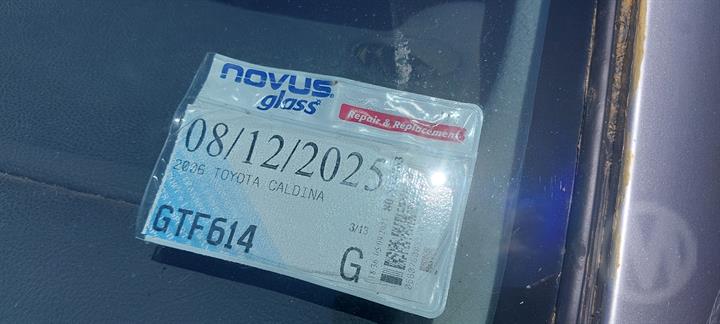 novus
glass
Repair & Replacement
08/12/2025
2006 TOYOTA CALDINA
GTF614
3/13
G